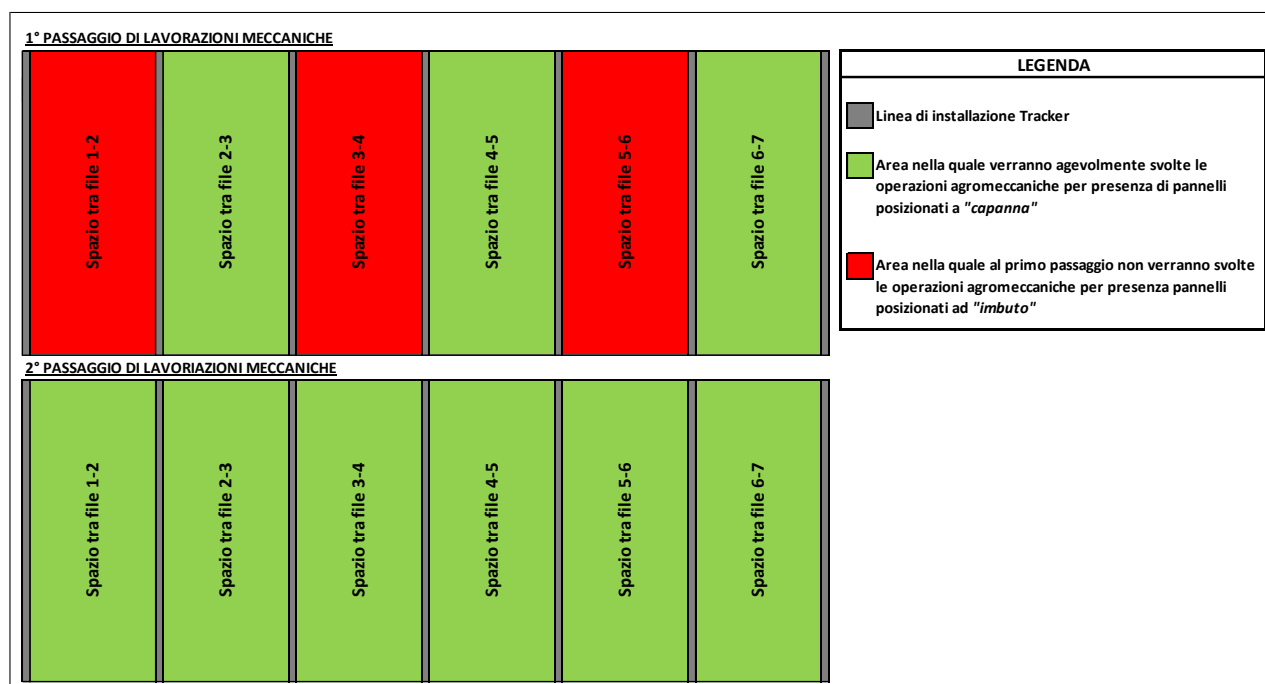 1° PASSAGGIO DI LAVORAZIONI MECCANICHE
Spazio tra file 1-2
Spazio tra file 2-3
Spazio tra file 3-4
Spazio tra file 4-5
Spazio tra file 5-6
Spazio tra file 6-7
LEGENDA
Linea di installazione Tracker
Area nella quale verranno agevolmente svolte le
operazioni agromeccaniche per presenza di pannelli
posizionati a "capanna"
Area nella quale al primo passaggio non verranno svolte
le operazioni agromeccaniche per presenza pannelli
posizionati ad "imbuto"
2° PASSAGGIO DI LAVORIAZIONI MECCANICHE
Spazio tra file 1-2
Spazio tra file 2-3
Spazio tra file 3-4
Spazio tra file 4-5
Spazio tra file 5-6
Spazio tra file 6-7